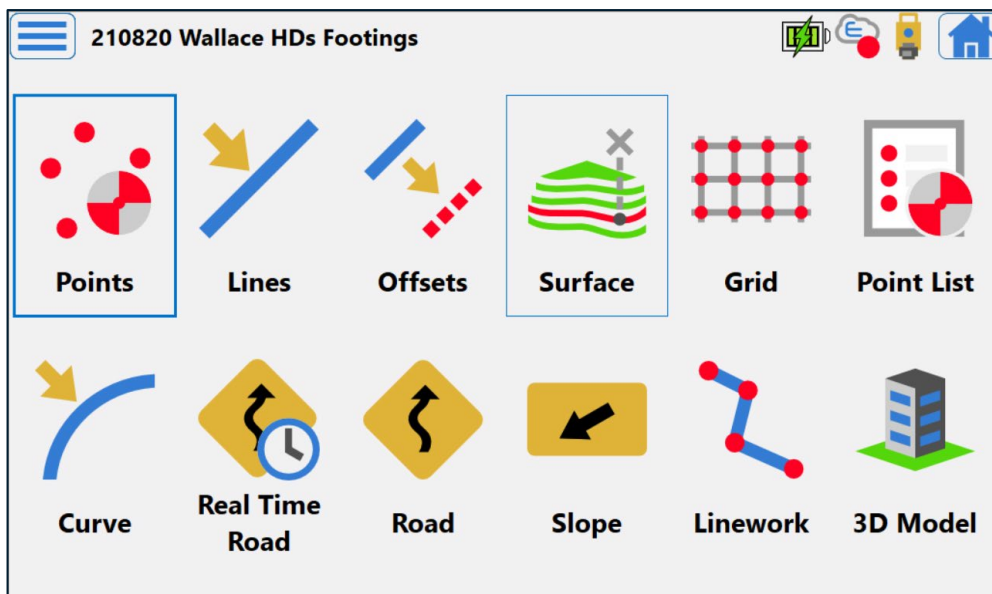 210820 Wallace HDs Footings
Points
Lines
Offsets
Surface
Grid
Point List
Curve
Real Time
Road
Road
Slope
Linework
3D Model